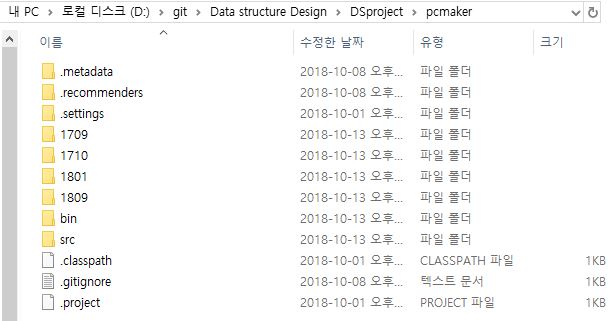 내 PC > 로컬 디스크 (D:) > git > Data structure Design > DSproject > pcmaker
이름 수정한 날짜 유형 크기
.metadata 2018-10-08 오후... 파일 폴더
.recommenders 2018-10-08 오후... 파일 폴더
.settings 2018-10-01 오후... 파일 폴더
1709 2018-10-13 오후... 파일 폴더
1710 2018-10-13 오후... 파일 폴더
1801 2018-10-13 오후... 파일 폴더
1809 2018-10-13 오후... 파일 폴더
bin 2018-10-13 오후... 파일 폴더
src 2018-10-13 오후... 파일 폴더
.classpath 2018-10-01 오후... CLASSPATH 파일 1KB
.gitignore 2018-10-08 오후... 텍스트 문서 1KB
.project 2018-10-01 오후... PROJECT 파일 1KB